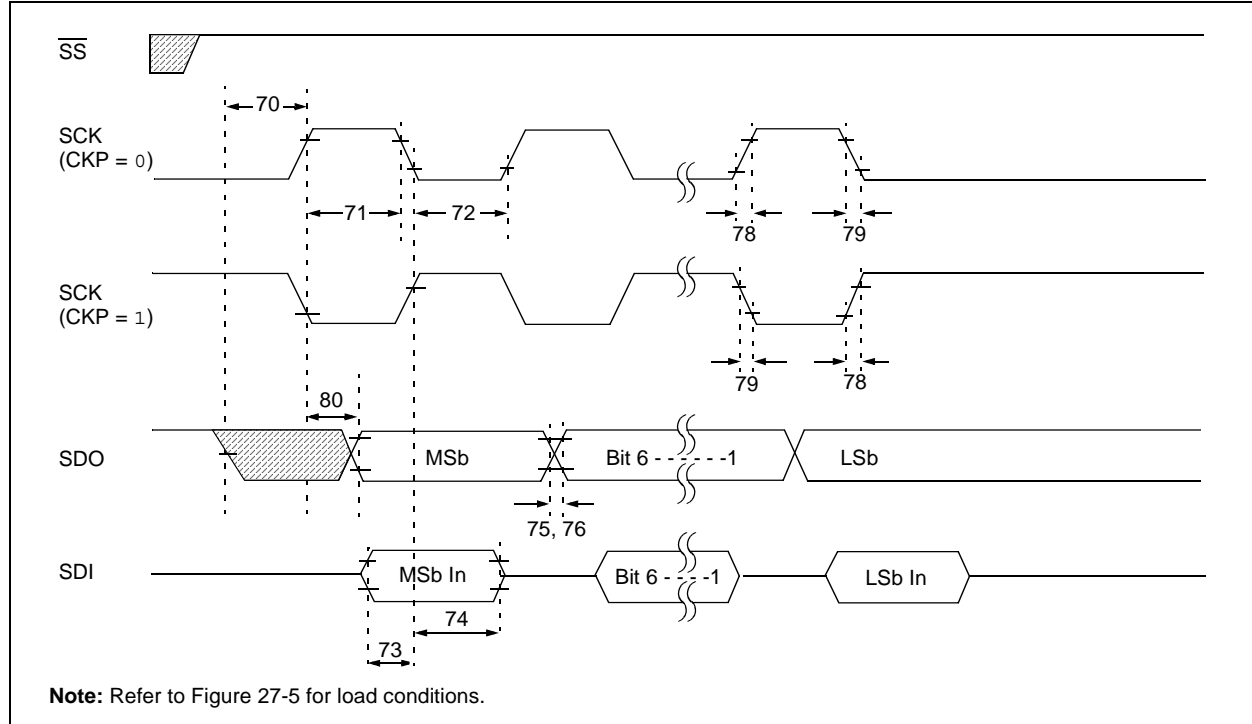 SS
70
SCK
(CKP = 0)
71
72
78
79
SCK
(CKP = 1)
79
78
80
SDO
MSb
Bit 6 - - - - - -1
LSb
75, 76
SDI
MSb In
Bit 6 - - - - -1
LSb In
74
73
Note: Refer to Figure 27-5 for load conditions.